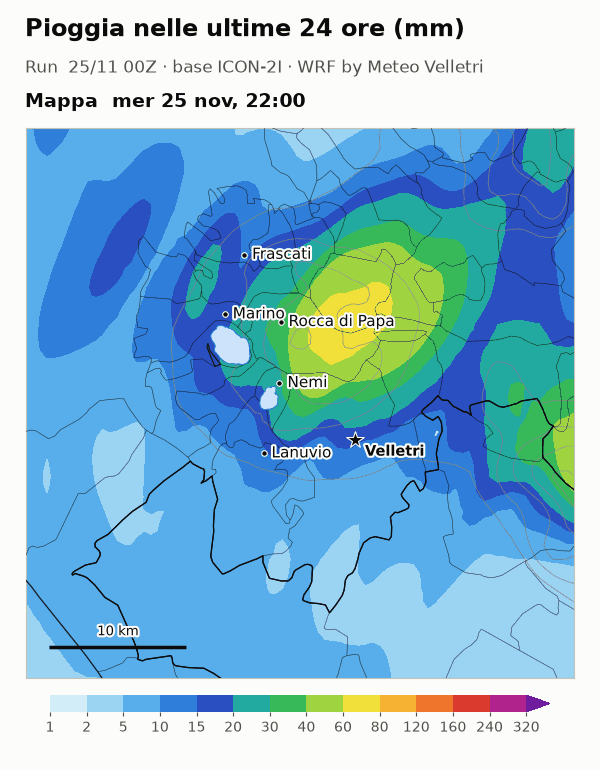 Pioggia nelle ultime 24 ore (mm)
Run  25/11 00Z · base ICON-2I · WRF by Meteo Velletri
Mappa  mer 25 nov, 22:00
Frascati
Marino
Rocca di Papa
Nemi
Lanuvio
Velletri
10 km
1 2 5 10 15 20 30 40 60 80 120 160 240 320